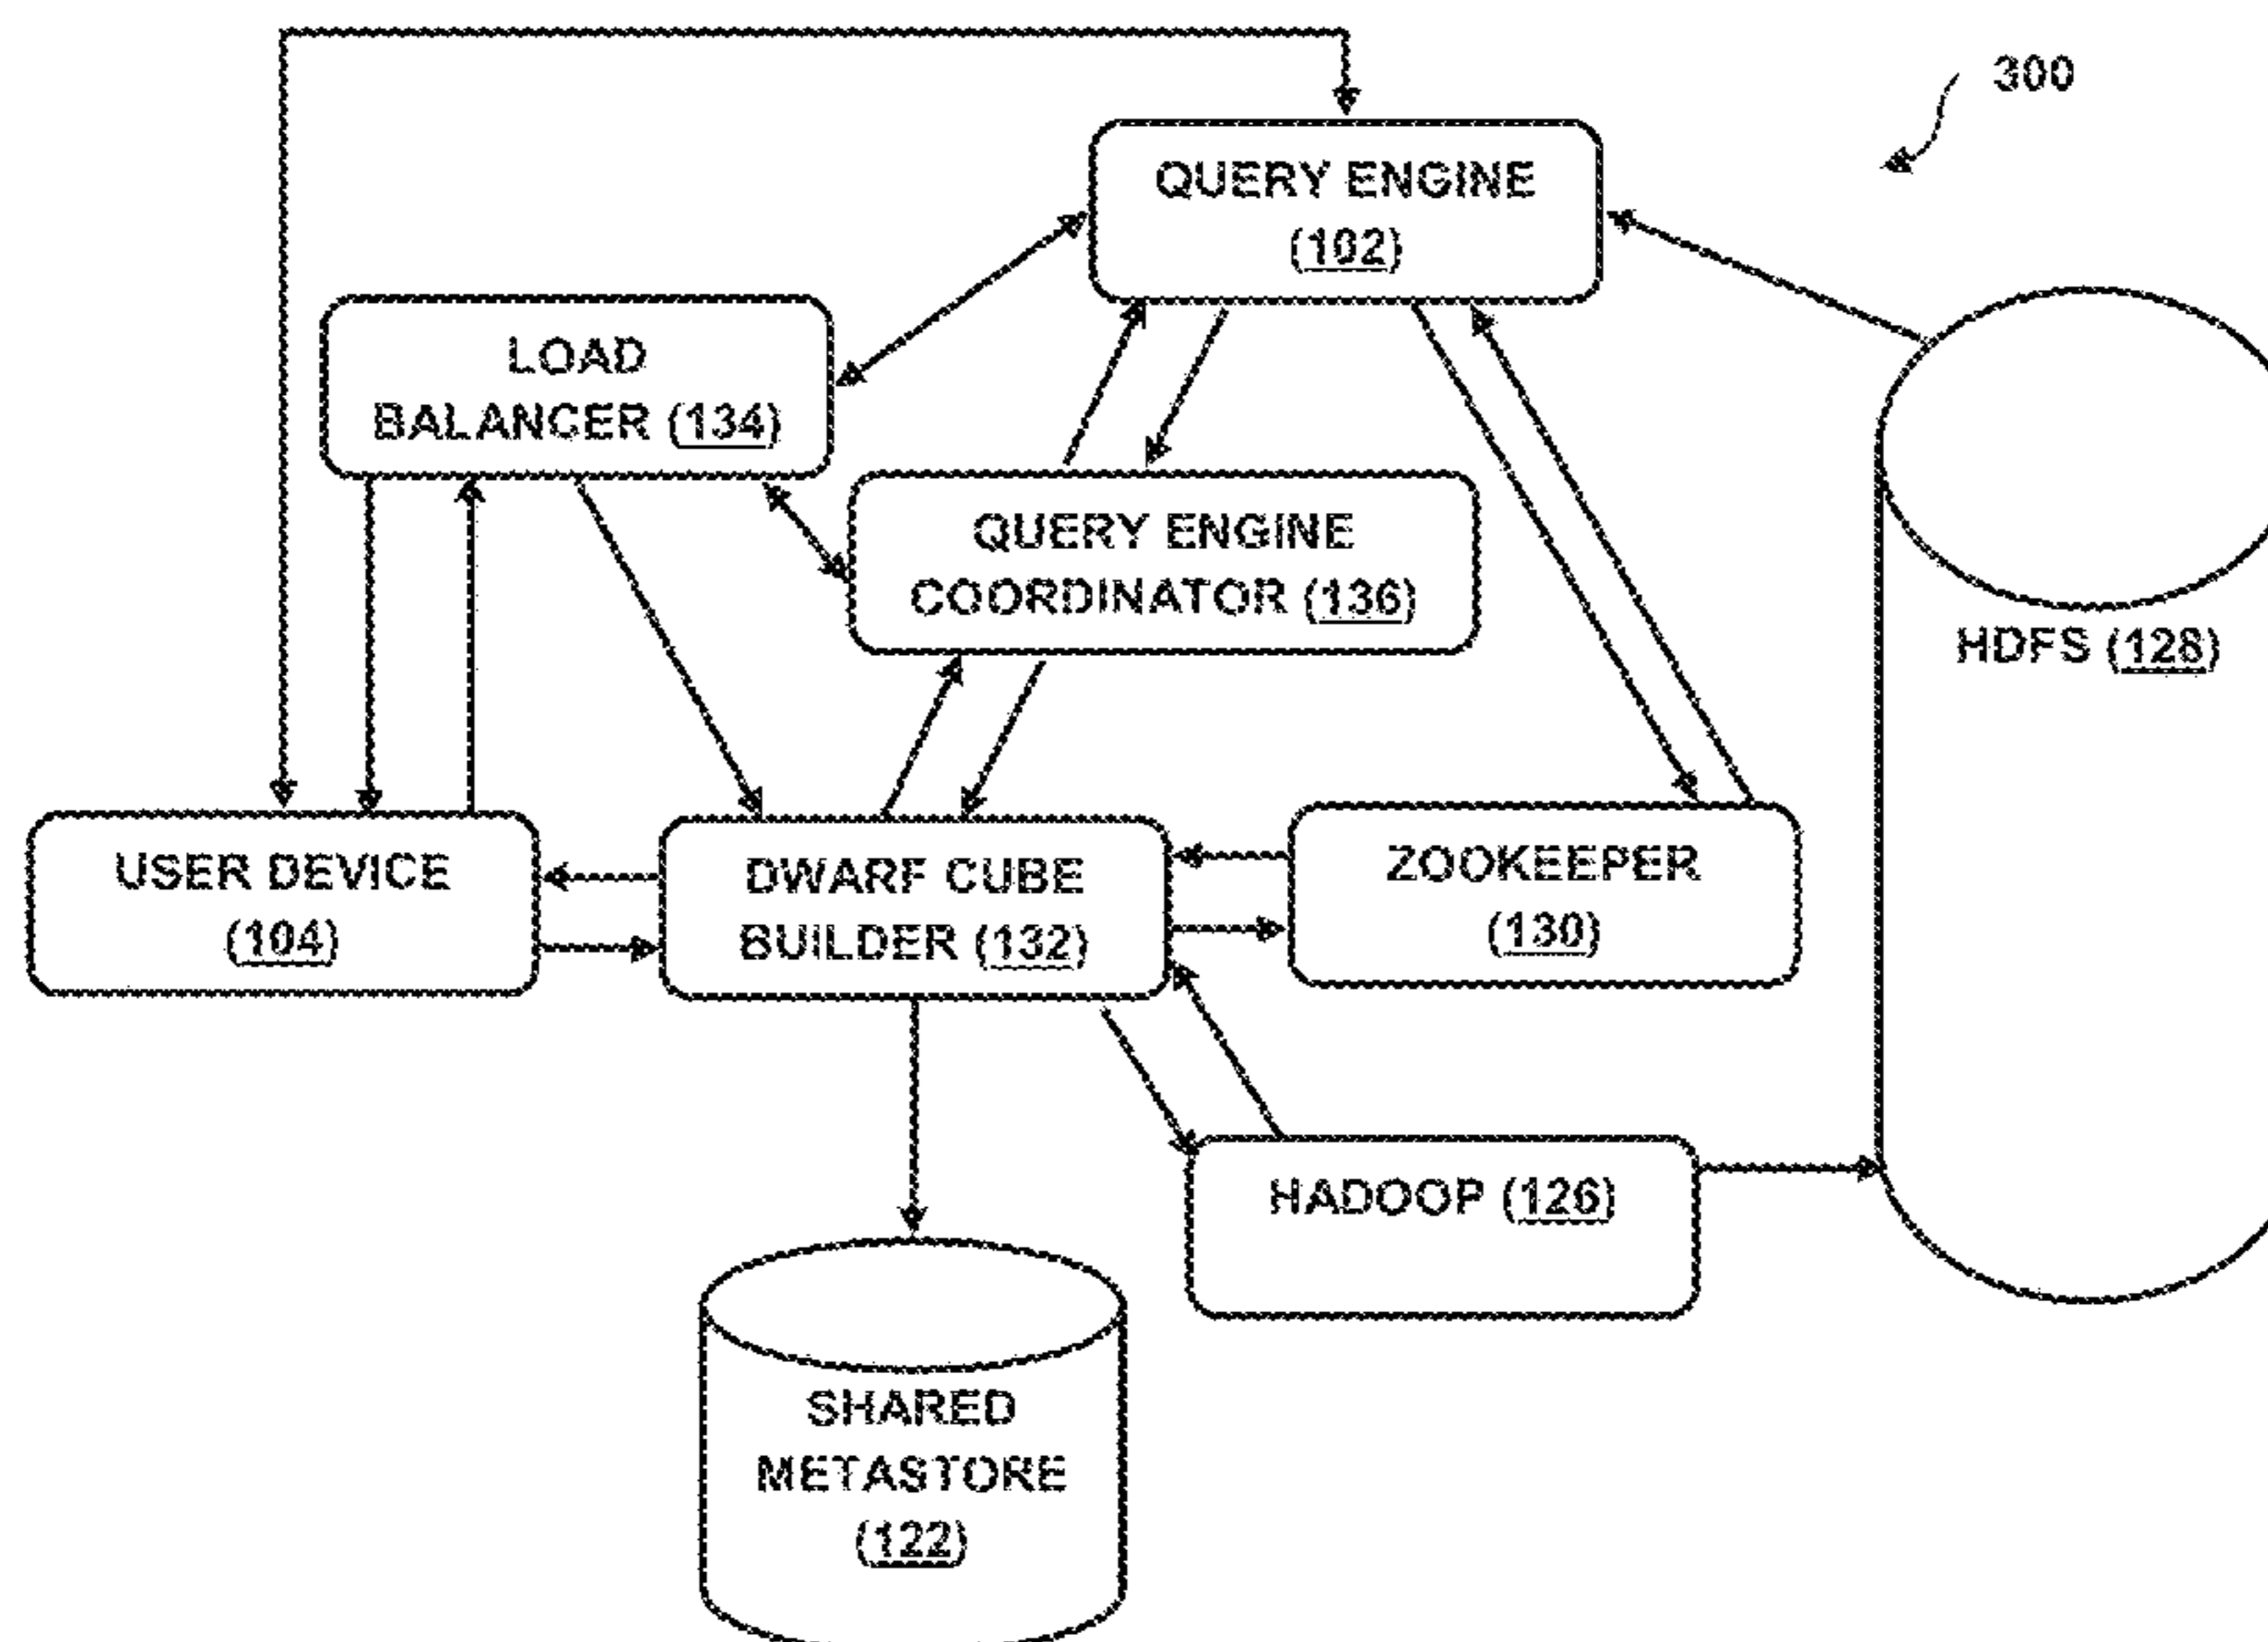 300
QUERY ENGINE
(102)
LOAD
BALANCER (134)
QUERY ENGINE
COORDINATOR (136)
HDFS (128)
USER DEVICE
(104)
DWARF CUBE
BUILDER (132)
ZOOKEEPER
(130)
HADOOP (126)
SHARED
METASTORE
(122)